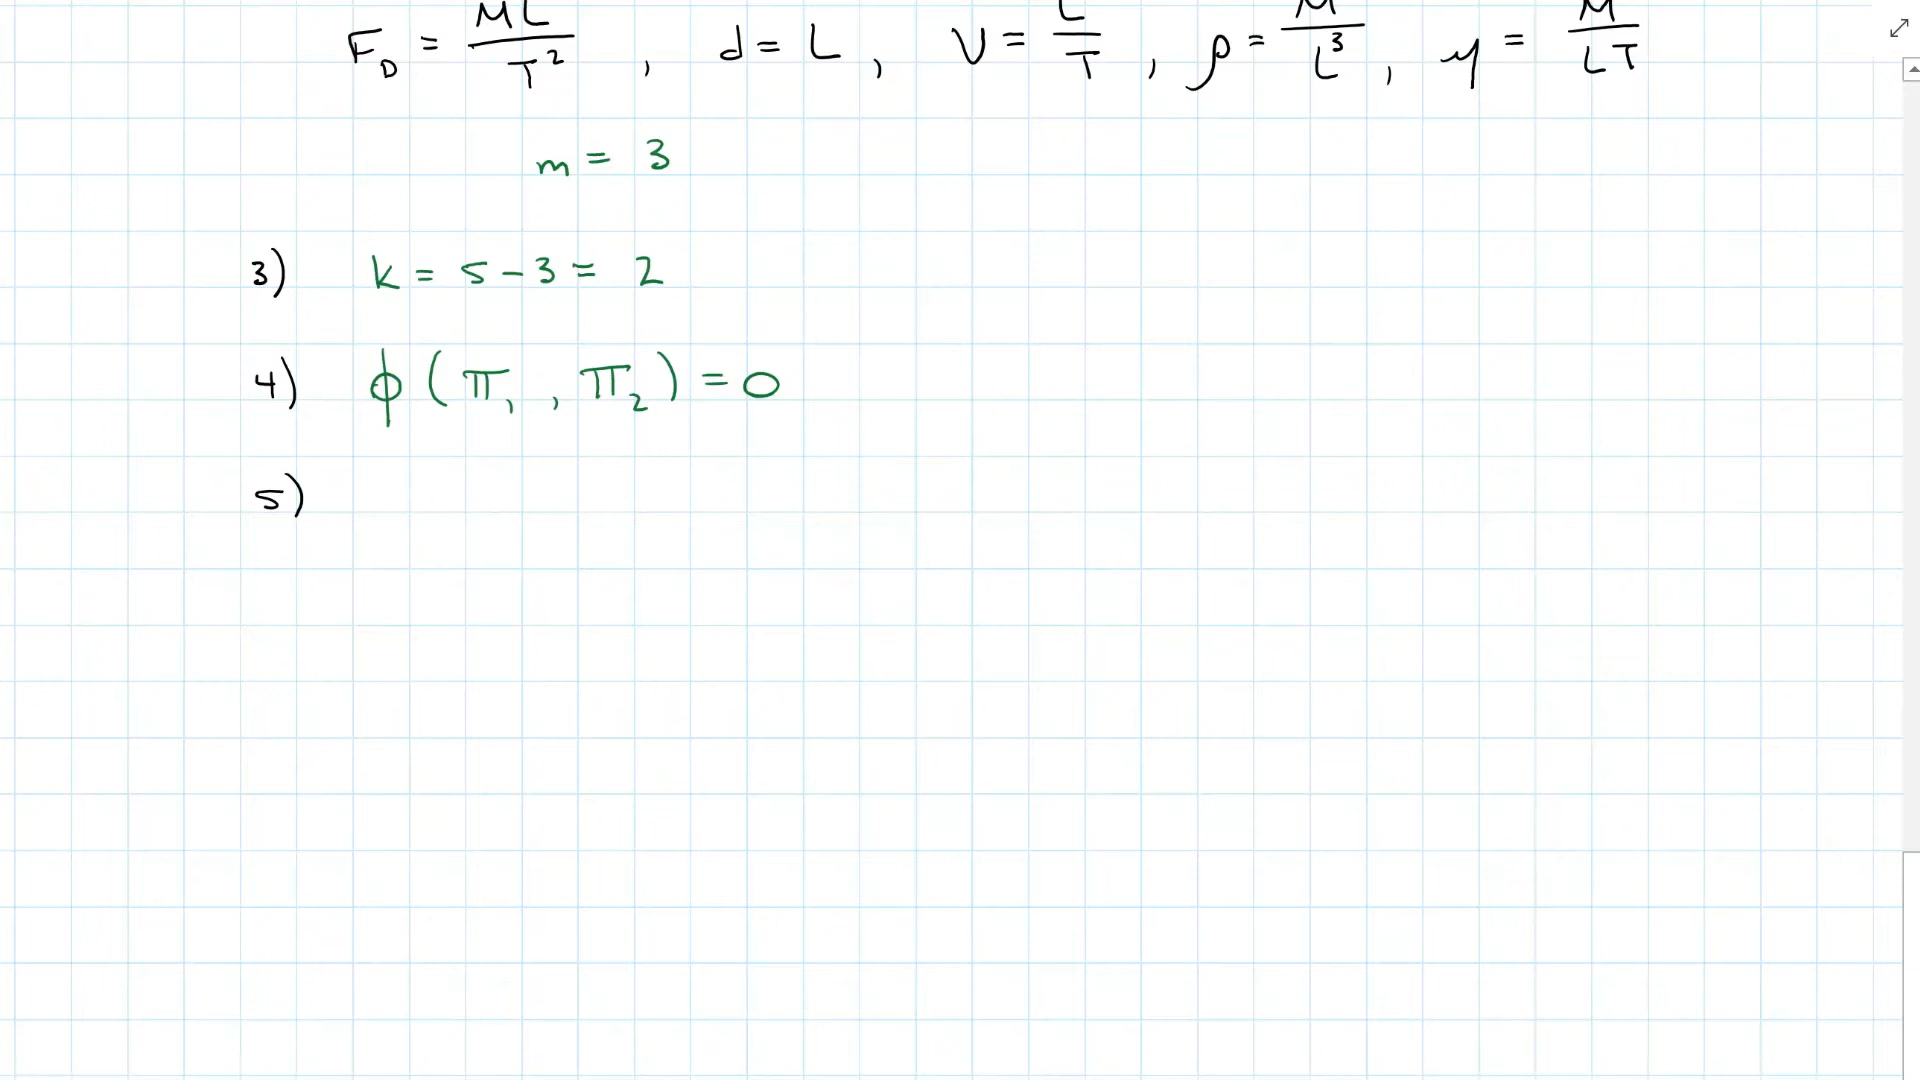 F_D = ML/T² , d = L , V = L/T , ρ = M/L³ , μ = M/LT
m = 3
3) k = 5 - 3 = 2
4) ϕ ( π₁ , π₂ ) = 0
5)